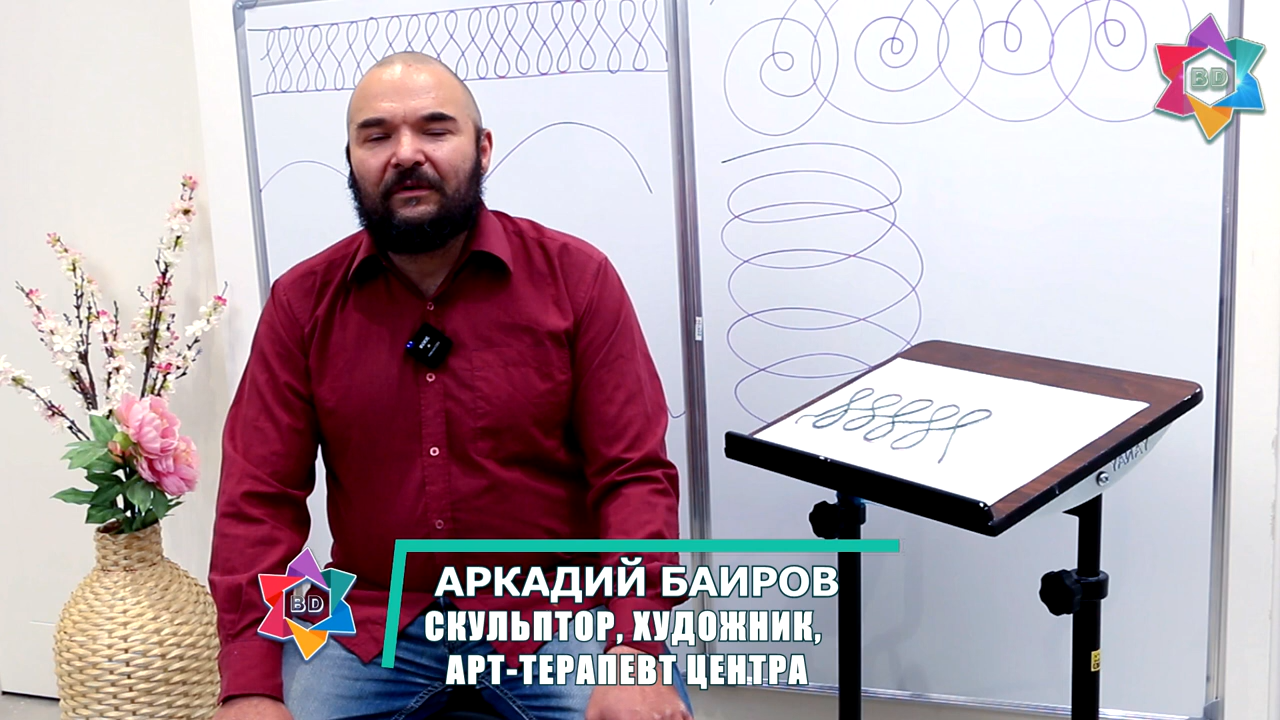 BD
АРКАДИЙ БАИРОВ
BD
СКУЛЬПТОР, ХУДОЖНИК,
АРТ-ТЕРАПЕВТ ЦЕНТРА